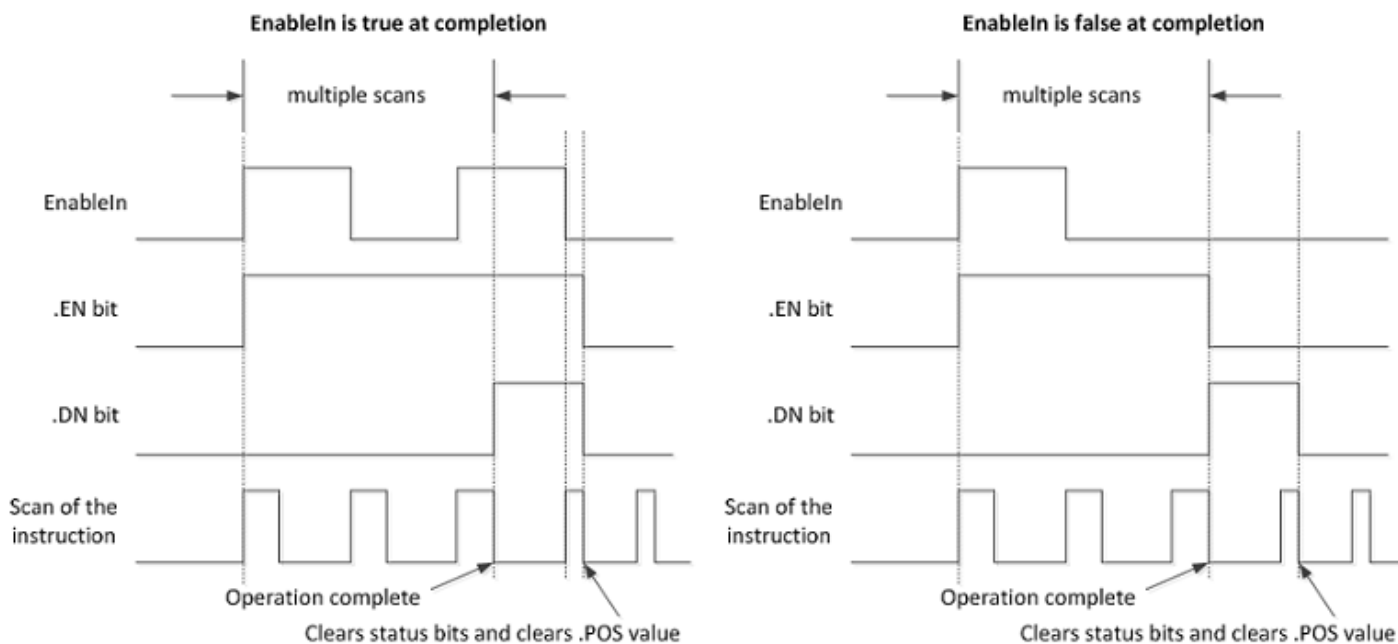 EnableIn is true at completion
multiple scans
EnableIn
.EN bit
.DN bit
Scan of the
instruction
Operation complete
Clears status bits and clears .POS value
EnableIn is false at completion
multiple scans
EnableIn
.EN bit
.DN bit
Scan of the
instruction
Operation complete
Clears status bits and clears .POS value